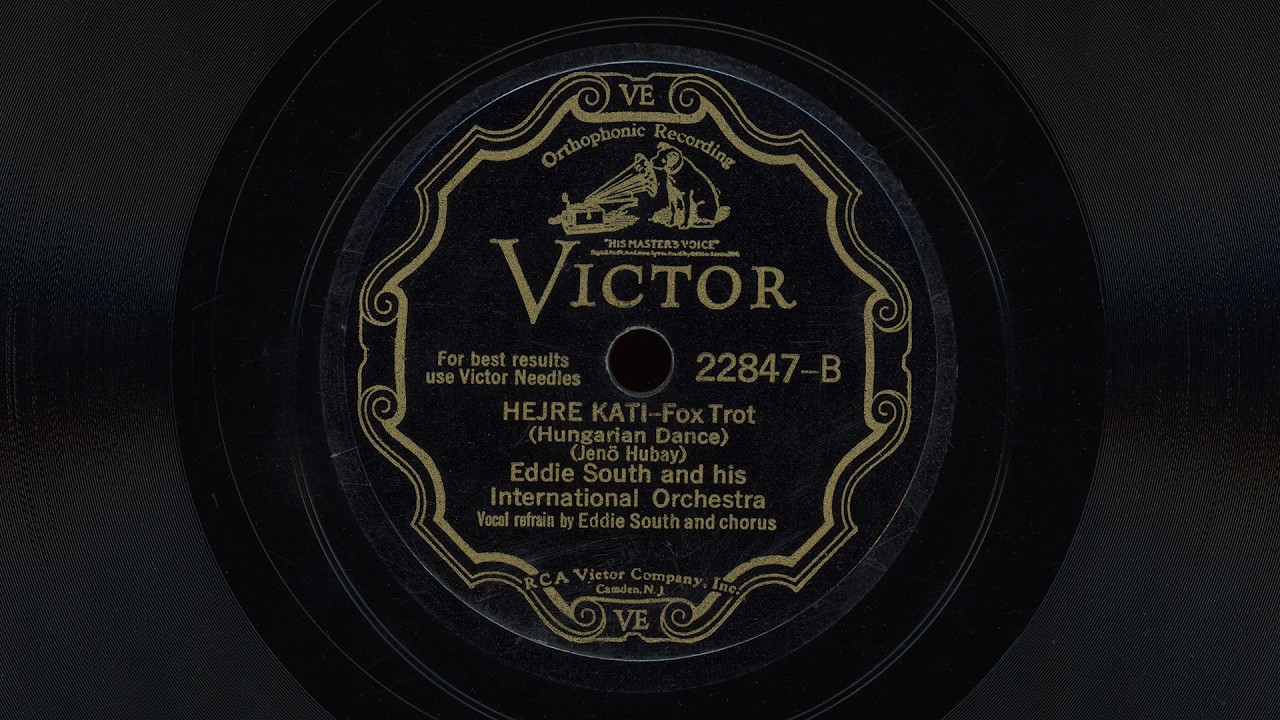 VE
Orthophonic Recording
"HIS MASTER'S VOICE"
VICTOR
For best results
use Victor Needles
22847-B
HEJRE KATI-Fox Trot
(Hungarian Dance)
(Jenö Hubay)
Eddie South and his
International Orchestra
Vocal refrain by Eddie South and chorus
RCA Victor Company, Inc.
Camden, N.J.
VE